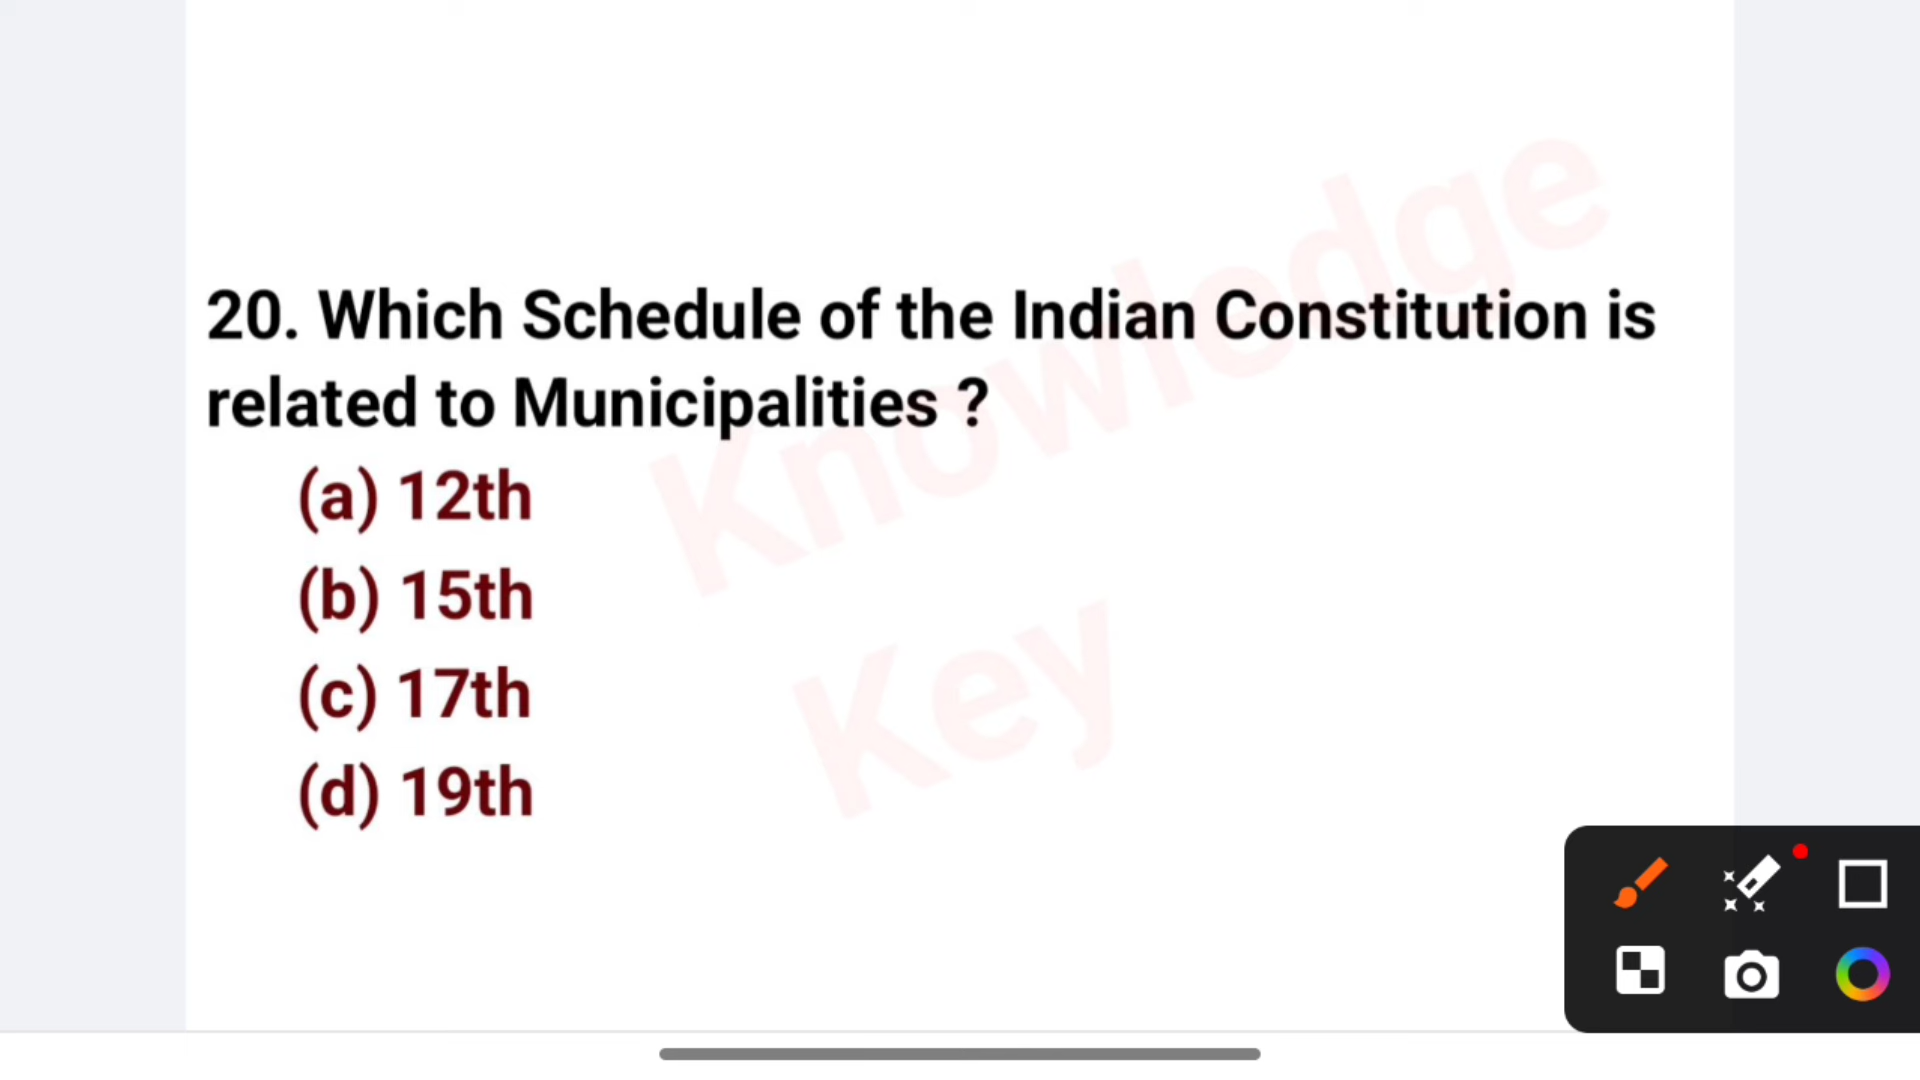 20. Which Schedule of the Indian Constitution is
related to Municipalities ?
(a) 12th
(b) 15th
(c) 17th
(d) 19th
Knowledge
Key